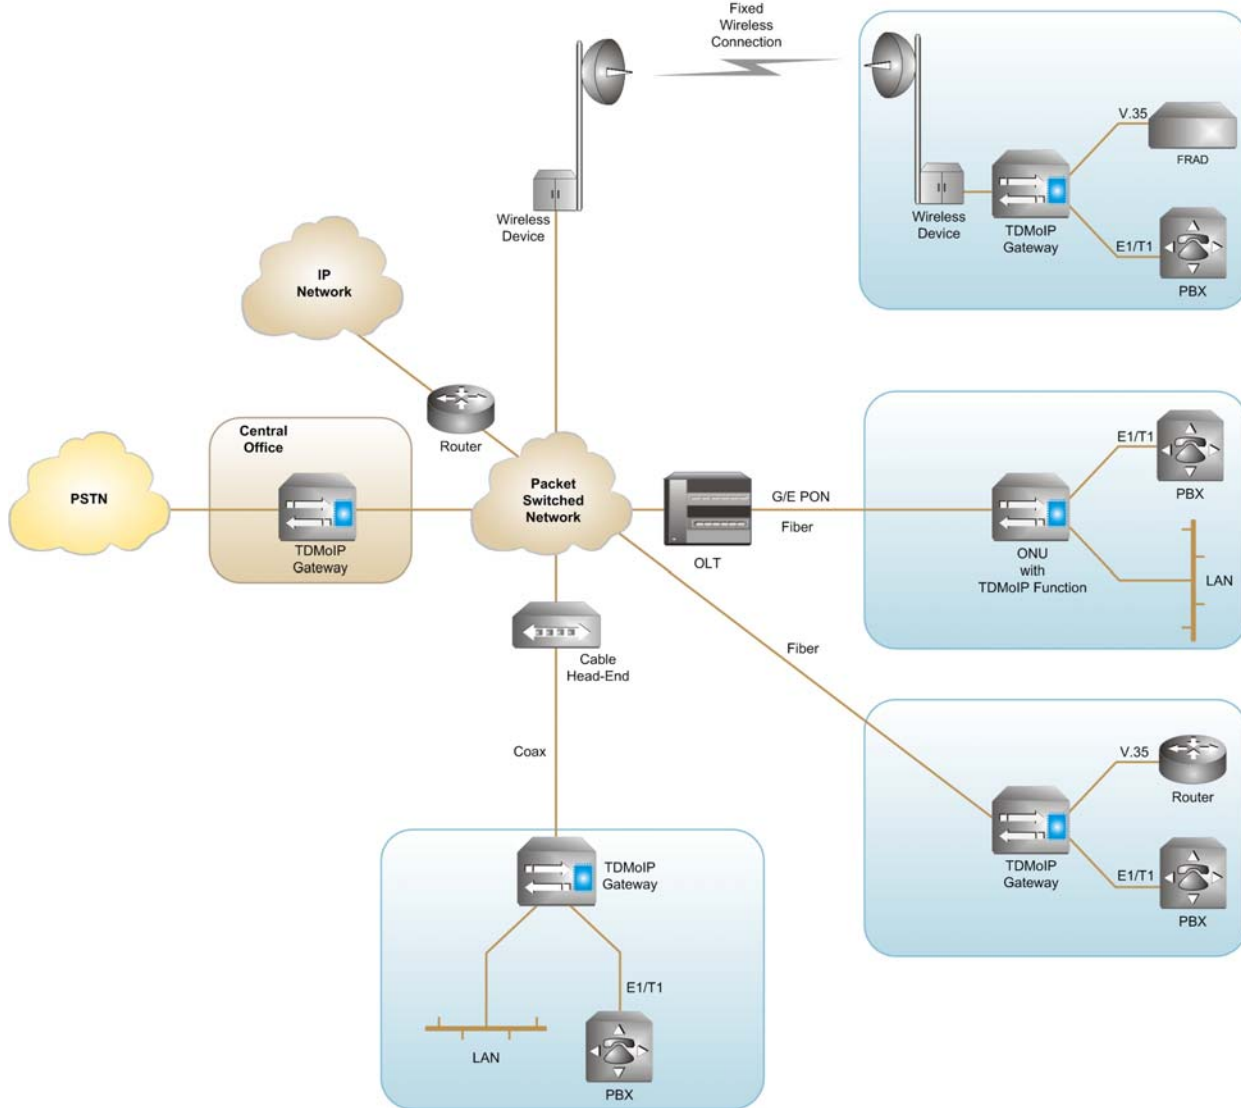 Fixed
Wireless
Connection
V.35
FRAD
Wireless
Device
Wireless
Device
TDMoIP
Gateway
E1/T1
PBX
IP
Network
Router
Central
Office
PSTN
TDMoIP
Gateway
Packet
Switched
Network
OLT
G/E PON
Fiber
E1/T1
PBX
ONU
with
TDMoIP Function
LAN
Cable
Head-End
Fiber
Coax
V.35
Router
TDMoIP
Gateway
E1/T1
PBX
TDMoIP
Gateway
E1/T1
LAN
PBX